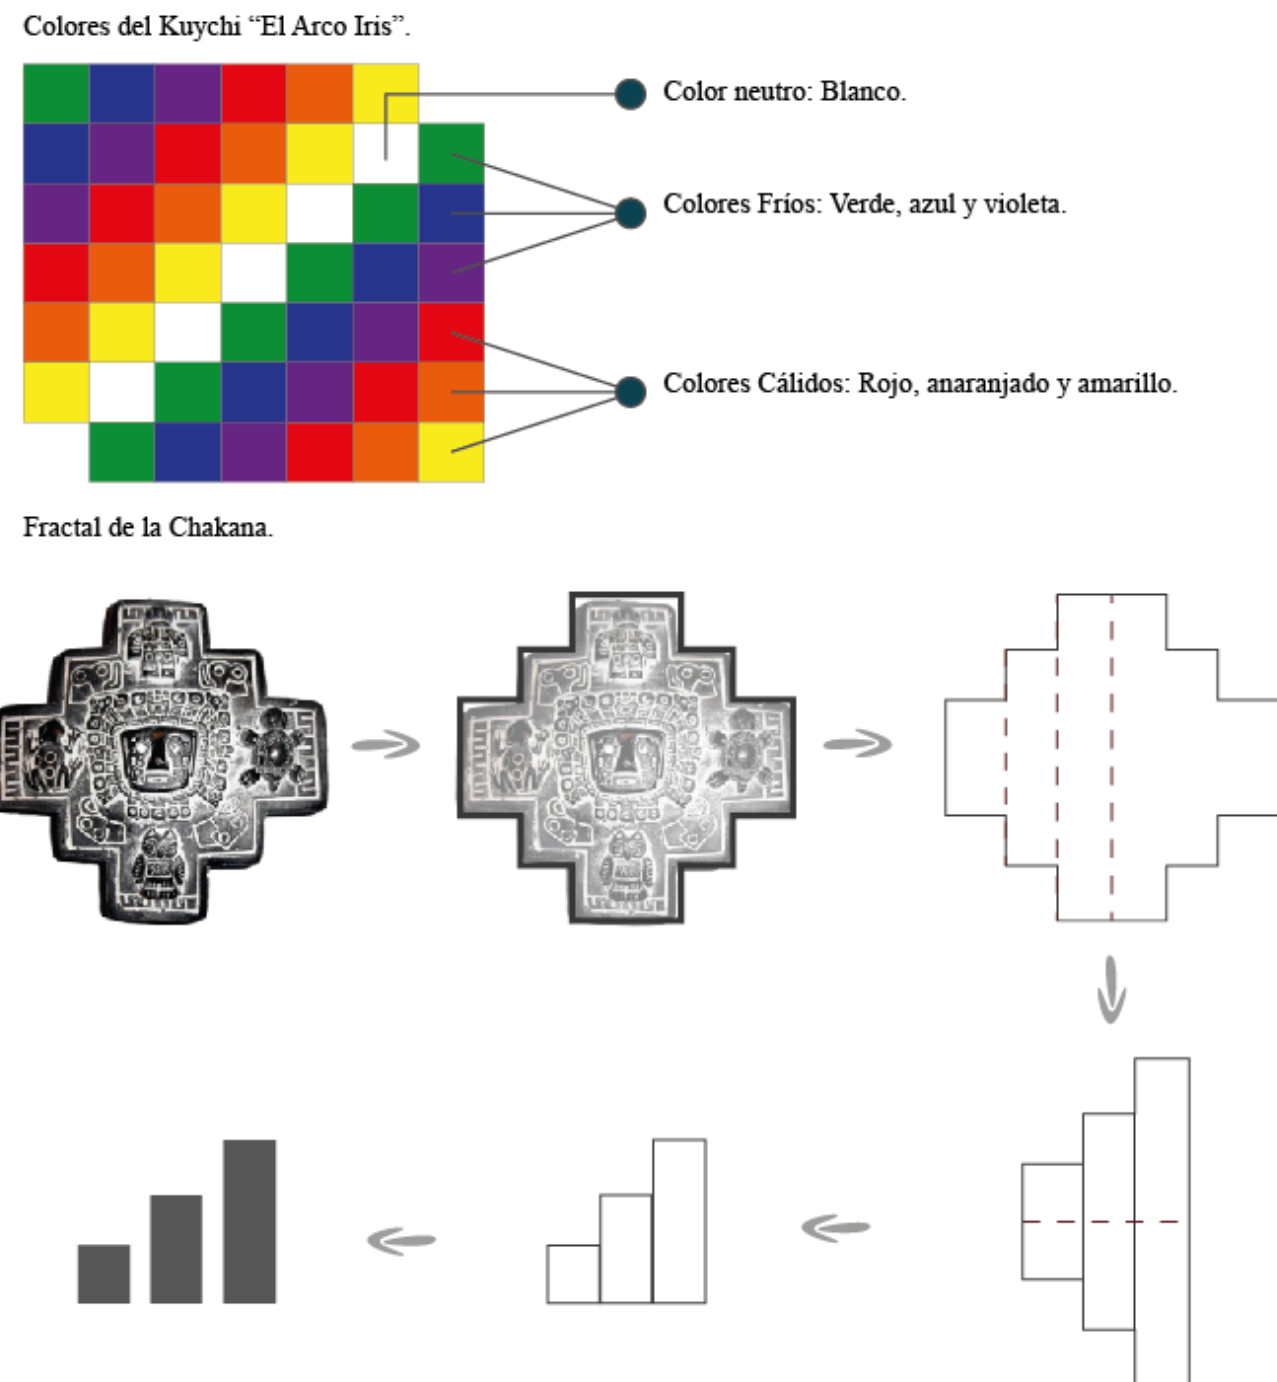 Colores del Kuychi “El Arco Iris”.
Color neutro: Blanco.
Colores Fríos: Verde, azul y violeta.
Colores Cálidos: Rojo, anaranjado y amarillo.
Fractal de la Chakana.